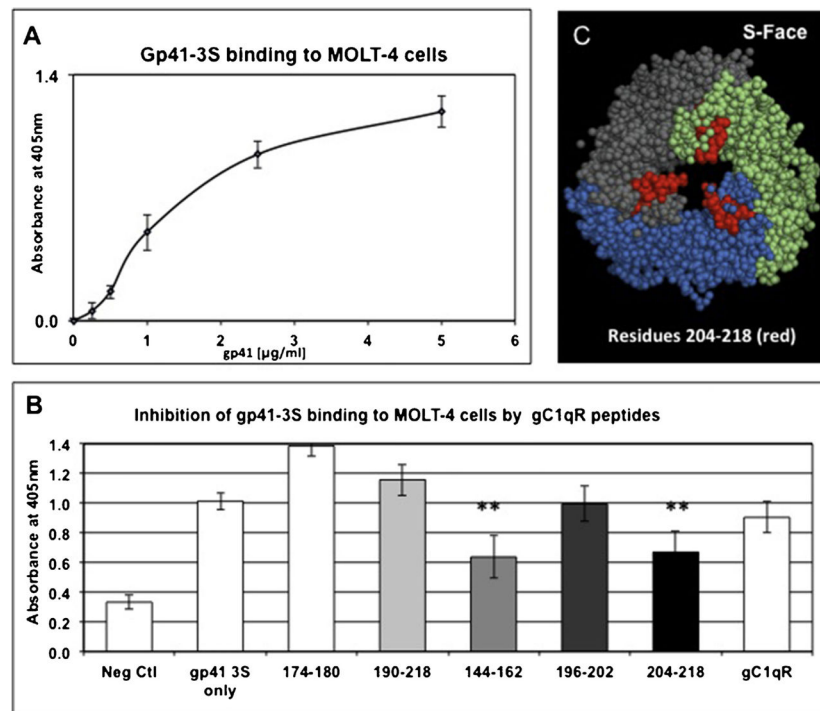 A
Gp41-3S binding to MOLT-4 cells
1.4
Absorbance at 405nm
0.0
0 1 2 3 4 5 6
gp41 [µg/ml]
C
S-Face
Residues 204-218 (red)
B
Inhibition of gp41-3S binding to MOLT-4 cells by gC1qR peptides
Absorbance at 405nm
1.4
1.2
1.0
0.8
0.6
0.4
0.2
0.0
** **
Neg Ctl gp41 3S only 174-180 190-218 144-162 196-202 204-218 gC1qR